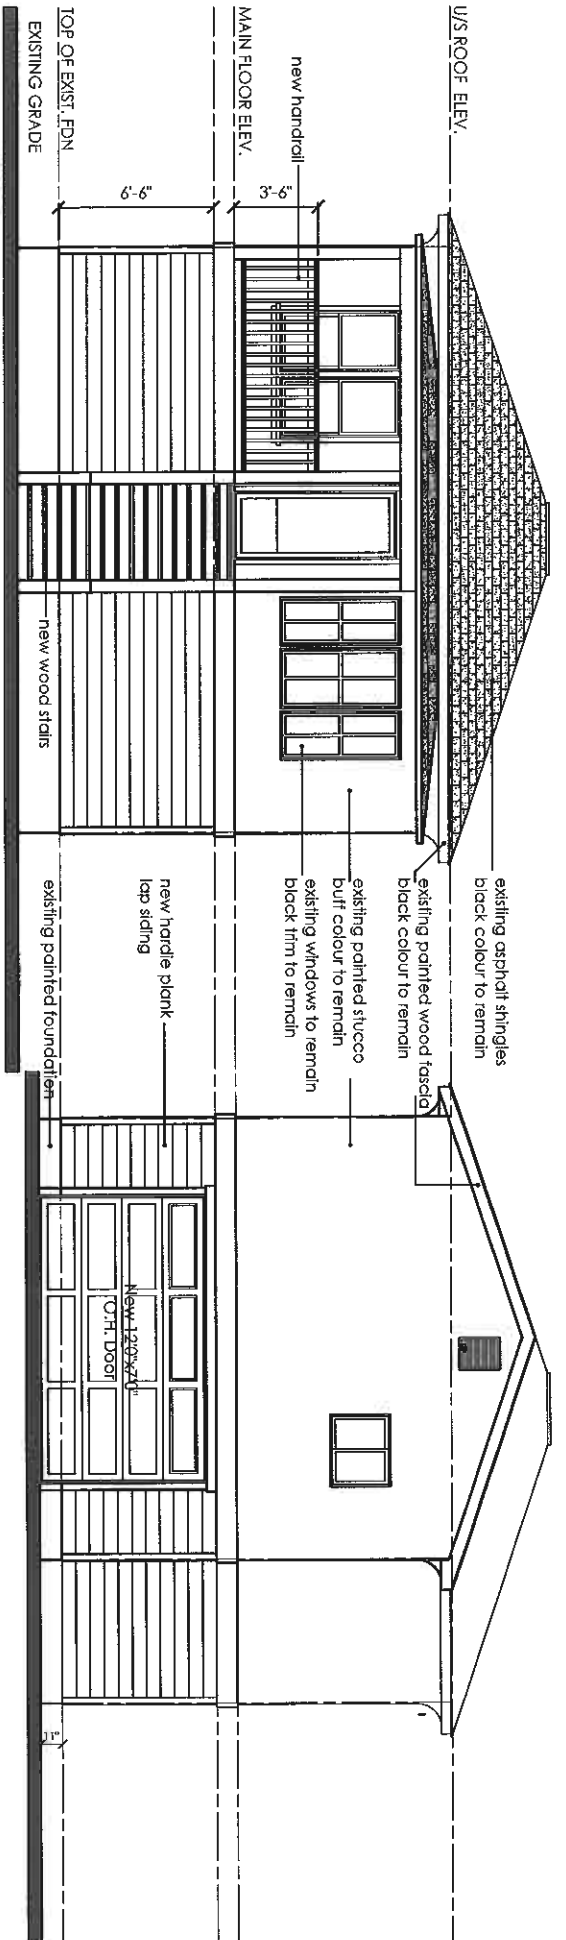 U/S ROOF ELEV.
MAIN FLOOR ELEV.
TOP OF EXIST. FDN
EXISTING GRADE
new handrail
3'-6"
6'-6"
new wood stairs
existing asphalt shingles
black colour to remain
existing painted wood fascia
black colour to remain
existing painted stucco
buff colour to remain
existing windows to remain
black trim to remain
new hardie plank
lap siding
existing painted foundation
New 12'0"x7'0"
O.H. Door
11"